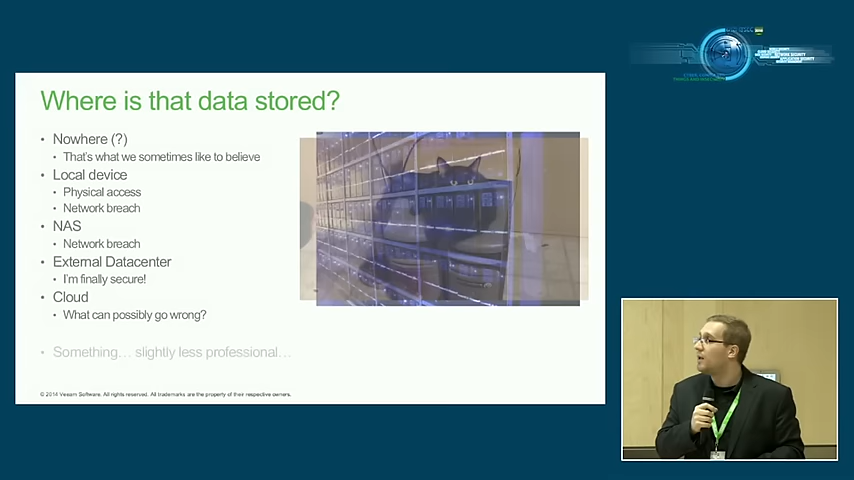 Where is that data stored?
• Nowhere (?)
• That's what we sometimes like to believe
• Local device
• Physical access
• Network breach
• NAS
• Network breach
• External Datacenter
• I'm finally secure!
• Cloud
• What can possibly go wrong?
• Something… slightly less professional…
© 2014 Veeam Software. All rights reserved. All trademarks are the property of their respective owners.